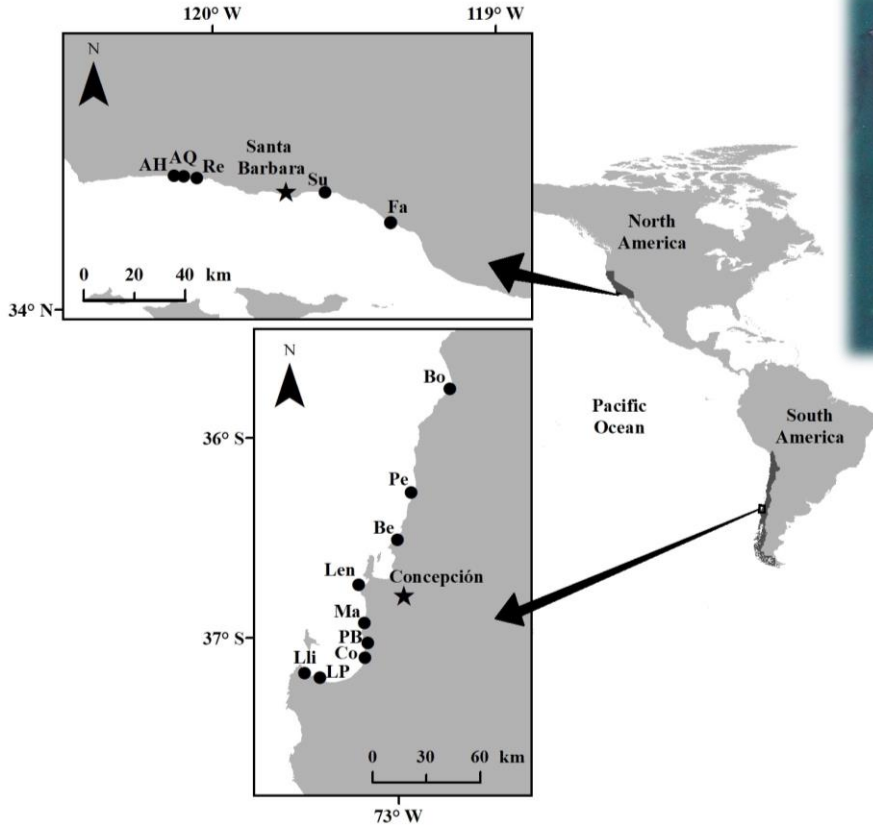 120° W
119° W
N
Santa
Barbara
AH
AQ
Re
Su
Fa
0 20 40 km
34° N
North
America
Pacific
Ocean
South
America
N
Bo
36° S
Pe
Be
Len
Concepción
Ma
37° S
PB
Co
Lli
LP
0 30 60 km
73° W